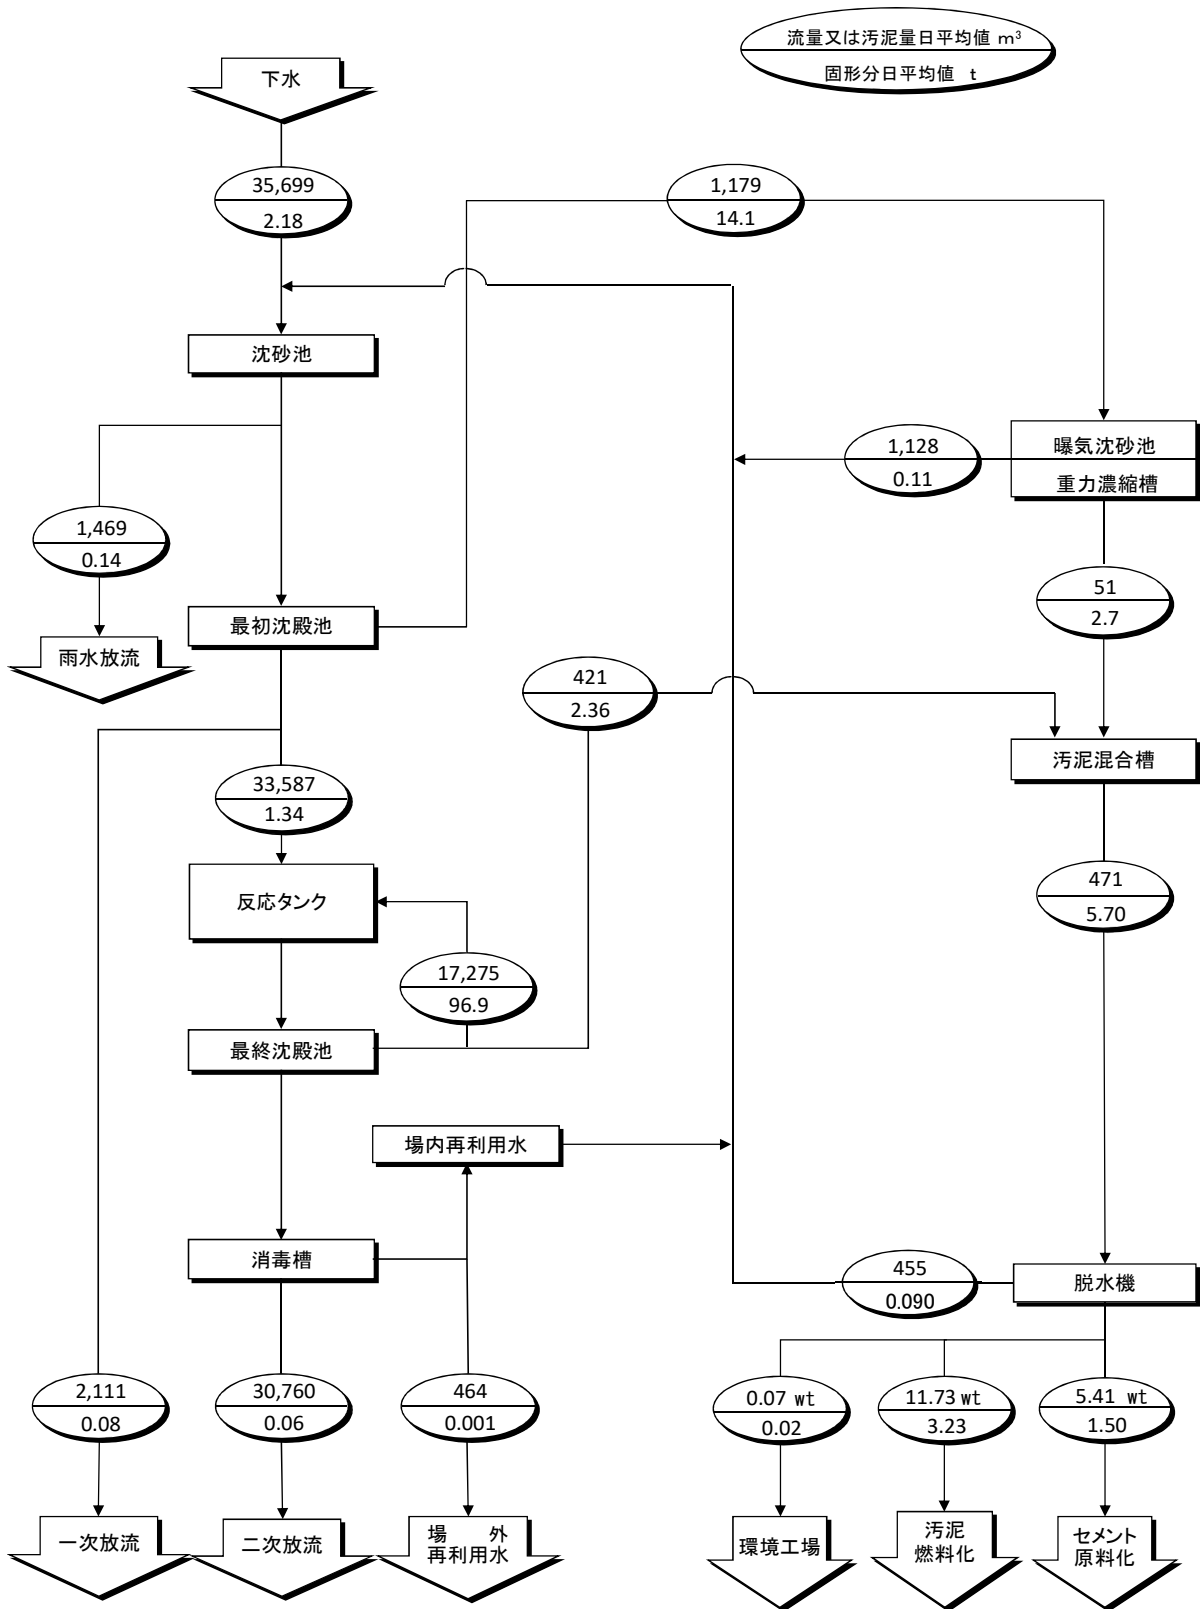 流量又は汚泥量日平均値 m³
固形分日平均値 t
下水
35,699
2.18
1,179
14.1
沈砂池
1,128
0.11
曝気沈砂池
重力濃縮槽
1,469
0.14
雨水放流
51
2.7
最初沈殿池
421
2.36
汚泥混合槽
33,587
1.34
反応タンク
471
5.70
17,275
96.9
最終沈殿池
場内再利用水
消毒槽
455
0.090
脱水機
2,111
0.08
30,760
0.06
464
0.001
0.07 wt
0.02
11.73 wt
3.23
5.41 wt
1.50
一次放流
二次放流
場 外
再利用水
環境工場
汚泥
燃料化
セメント
原料化